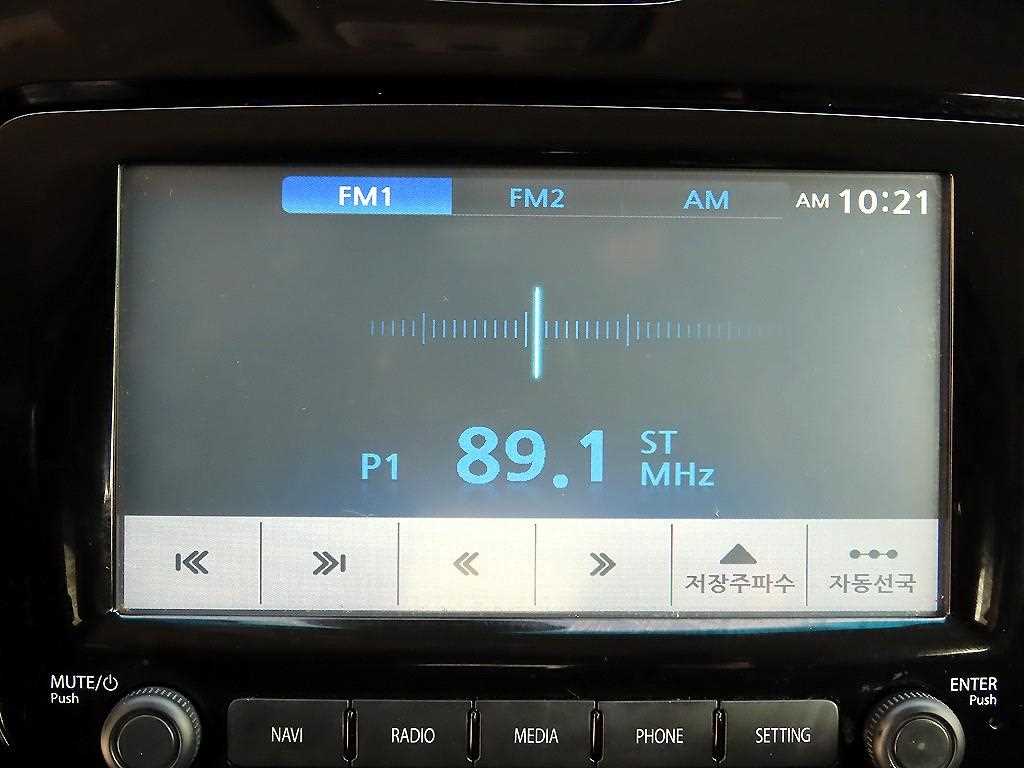 FM1 FM2 AM AM 10:21
P1 89.1 ST
MHz
저장주파수 자동선국
MUTE/
Push
ENTER
Push
NAVI RADIO MEDIA PHONE SETTING